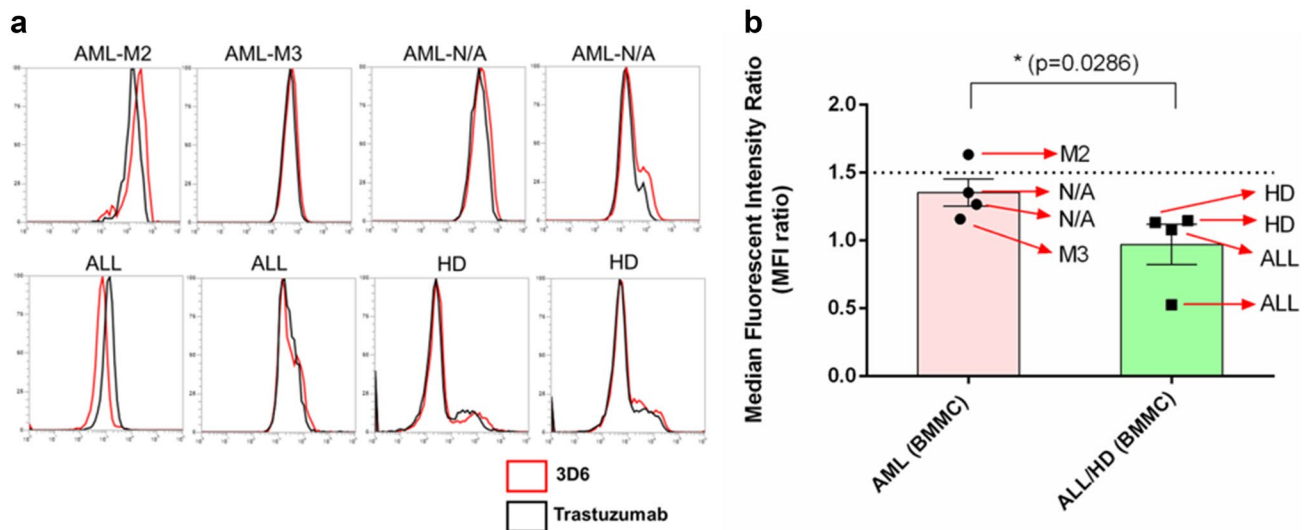 a
AML-M2
AML-M3
AML-N/A
AML-N/A
ALL
ALL
HD
HD
3D6
Trastuzumab
b
* (p=0.0286)
Median Fluorescent Intensity Ratio
(MFI ratio)
2.0
1.5
1.0
0.5
0.0
M2
N/A
N/A
M3
HD
HD
ALL
ALL
AML (BMMC)
ALL/HD (BMMC)